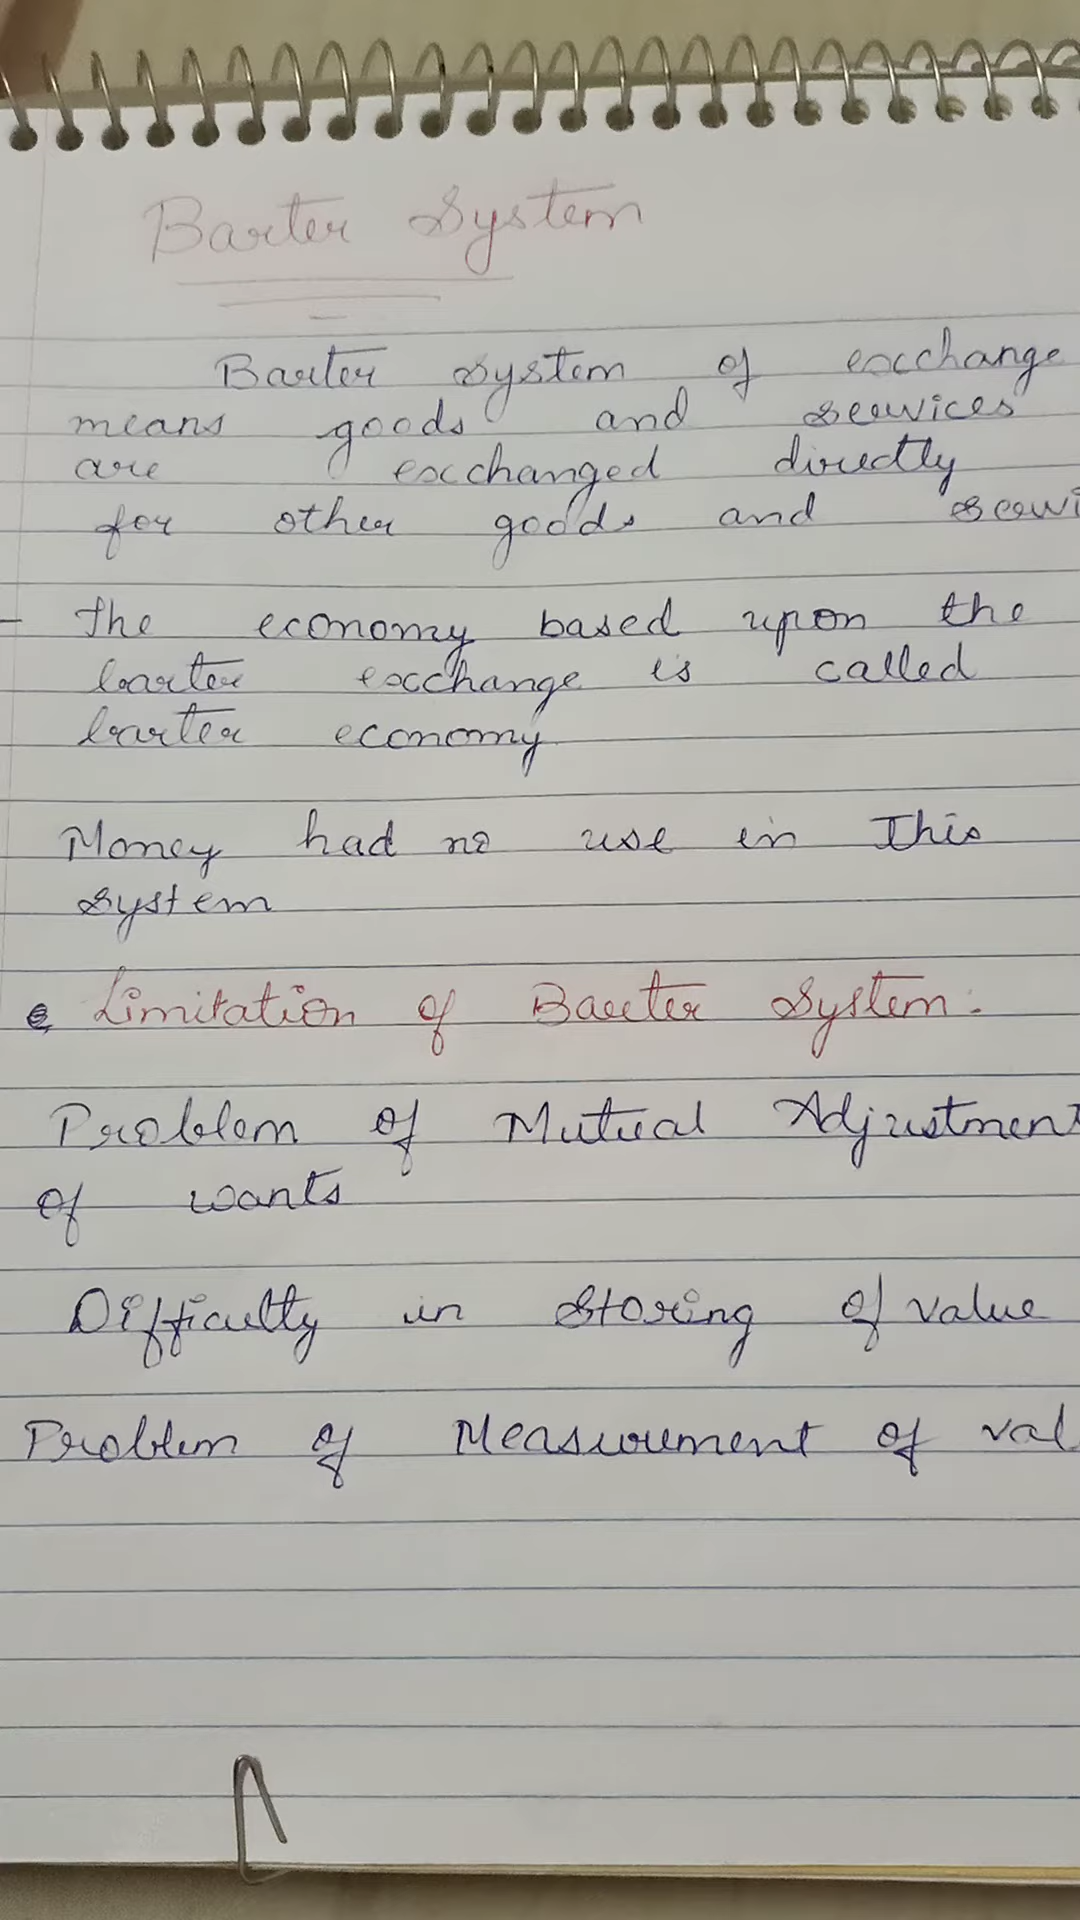 Barter System
Barter system of exchange
means goods and services
are exchanged directly
for other goods and servi
- The economy based upon the
barter exchange is called
barter economy
Money had no use in This
system
Limitation of Barter System:
Problem of Mutual Adjustment
of wants
Difficulty in Storing of value
Problem of Measurement of val